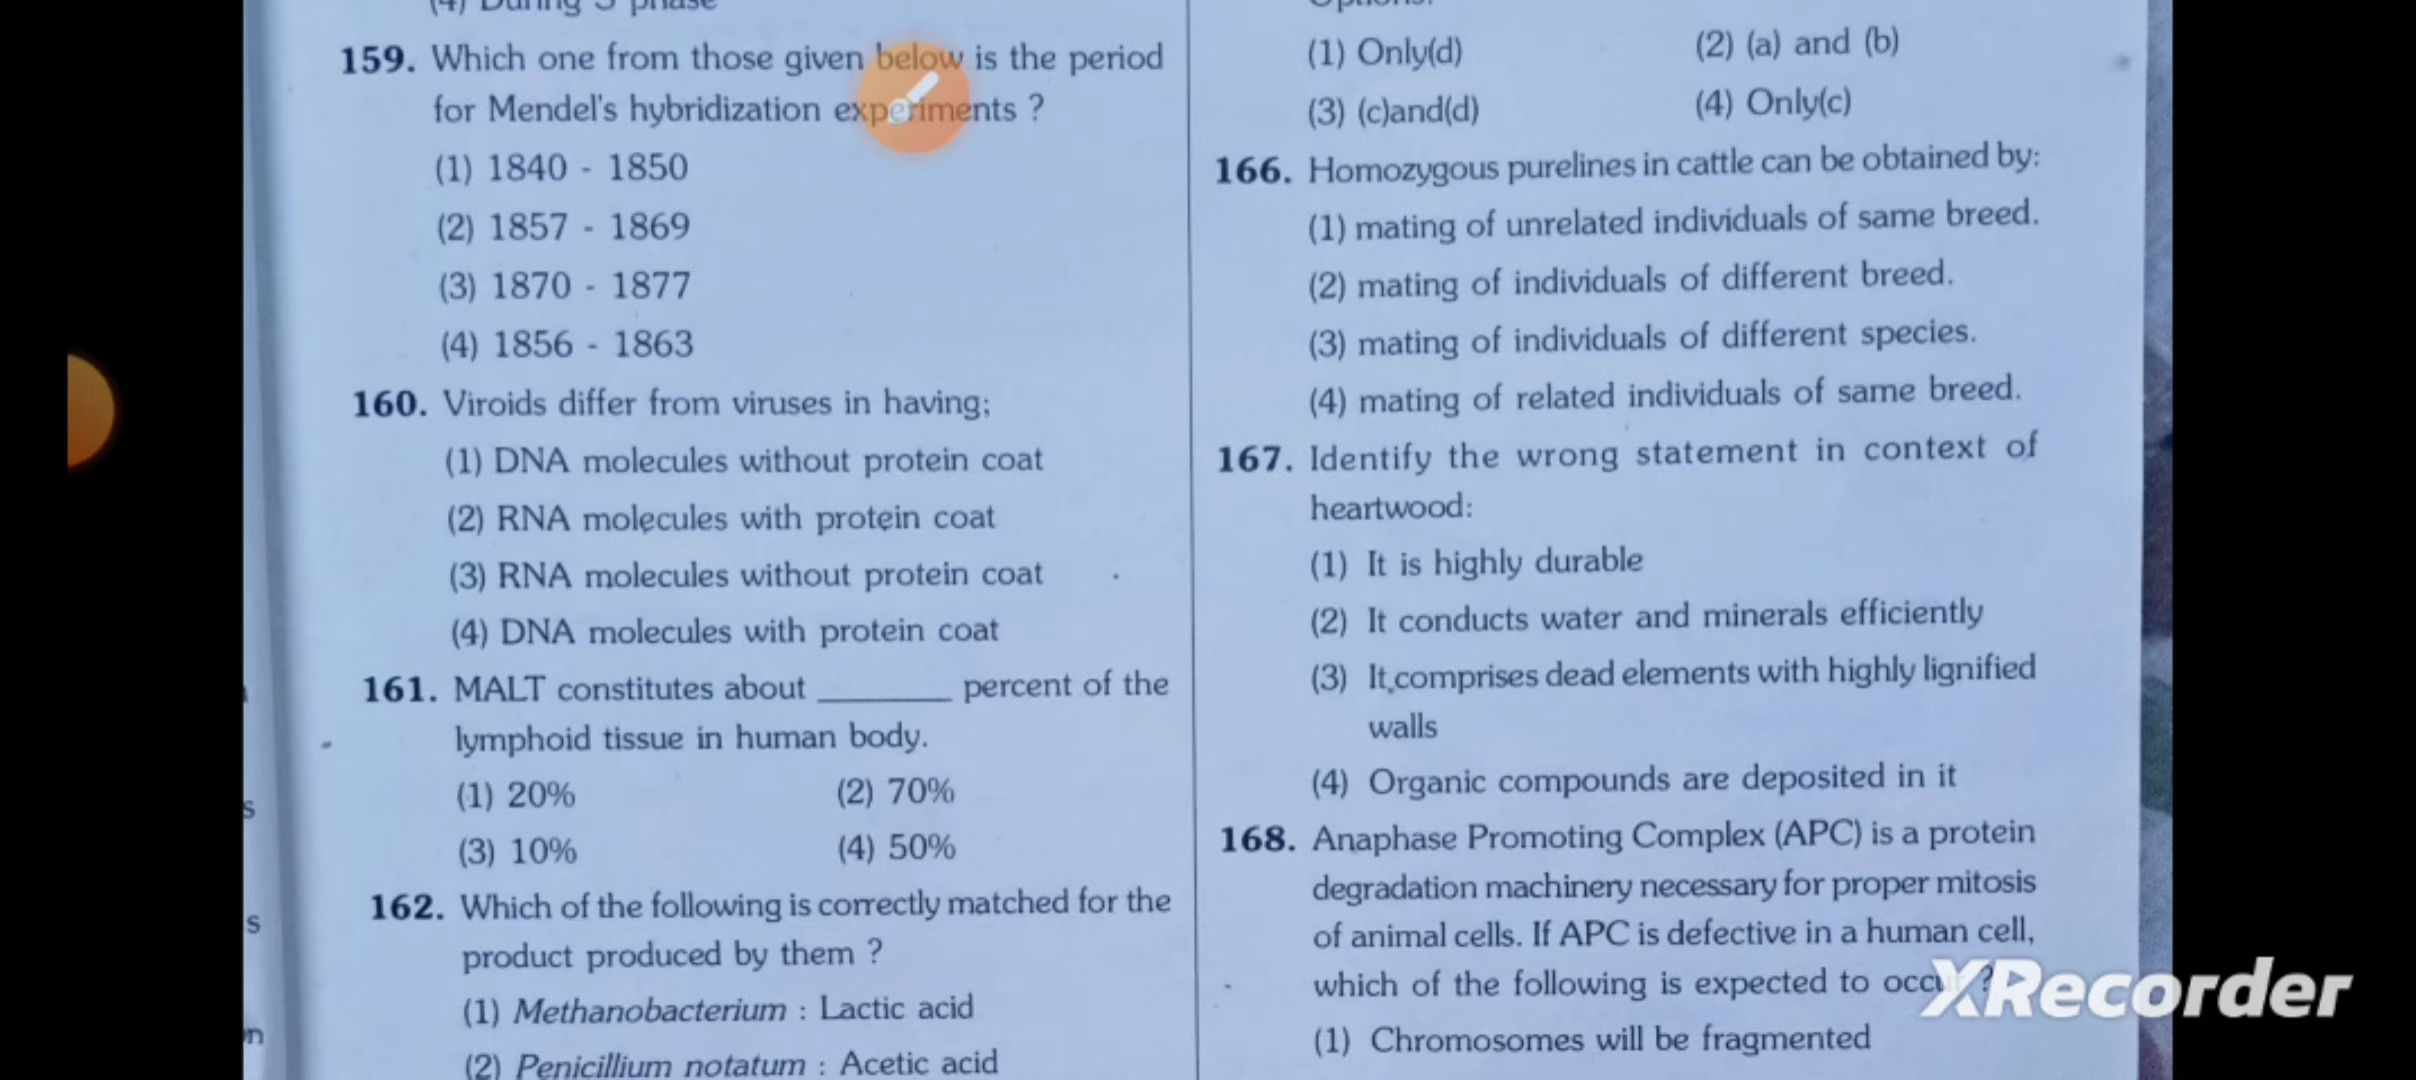 (4) During S phase
159. Which one from those given below is the period
for Mendel's hybridization experiments ?
(1) 1840 - 1850
(2) 1857 - 1869
(3) 1870 - 1877
(4) 1856 - 1863
160. Viroids differ from viruses in having;
(1) DNA molecules without protein coat
(2) RNA molecules with protein coat
(3) RNA molecules without protein coat
(4) DNA molecules with protein coat
161. MALT constitutes about ________ percent of the
lymphoid tissue in human body.
(1) 20% (2) 70%
(3) 10% (4) 50%
162. Which of the following is correctly matched for the
product produced by them ?
(1) Methanobacterium : Lactic acid
(2) Penicillium notatum : Acetic acid
Options:
(1) Only(d) (2) (a) and (b)
(3) (c)and(d) (4) Only(c)
166. Homozygous purelines in cattle can be obtained by:
(1) mating of unrelated individuals of same breed.
(2) mating of individuals of different breed.
(3) mating of individuals of different species.
(4) mating of related individuals of same breed.
167. Identify the wrong statement in context of
heartwood:
(1) It is highly durable
(2) It conducts water and minerals efficiently
(3) It comprises dead elements with highly lignified
walls
(4) Organic compounds are deposited in it
168. Anaphase Promoting Complex (APC) is a protein
degradation machinery necessary for proper mitosis
of animal cells. If APC is defective in a human cell,
which of the following is expected to occur ?
(1) Chromosomes will be fragmented
XRecorder
s
s
n